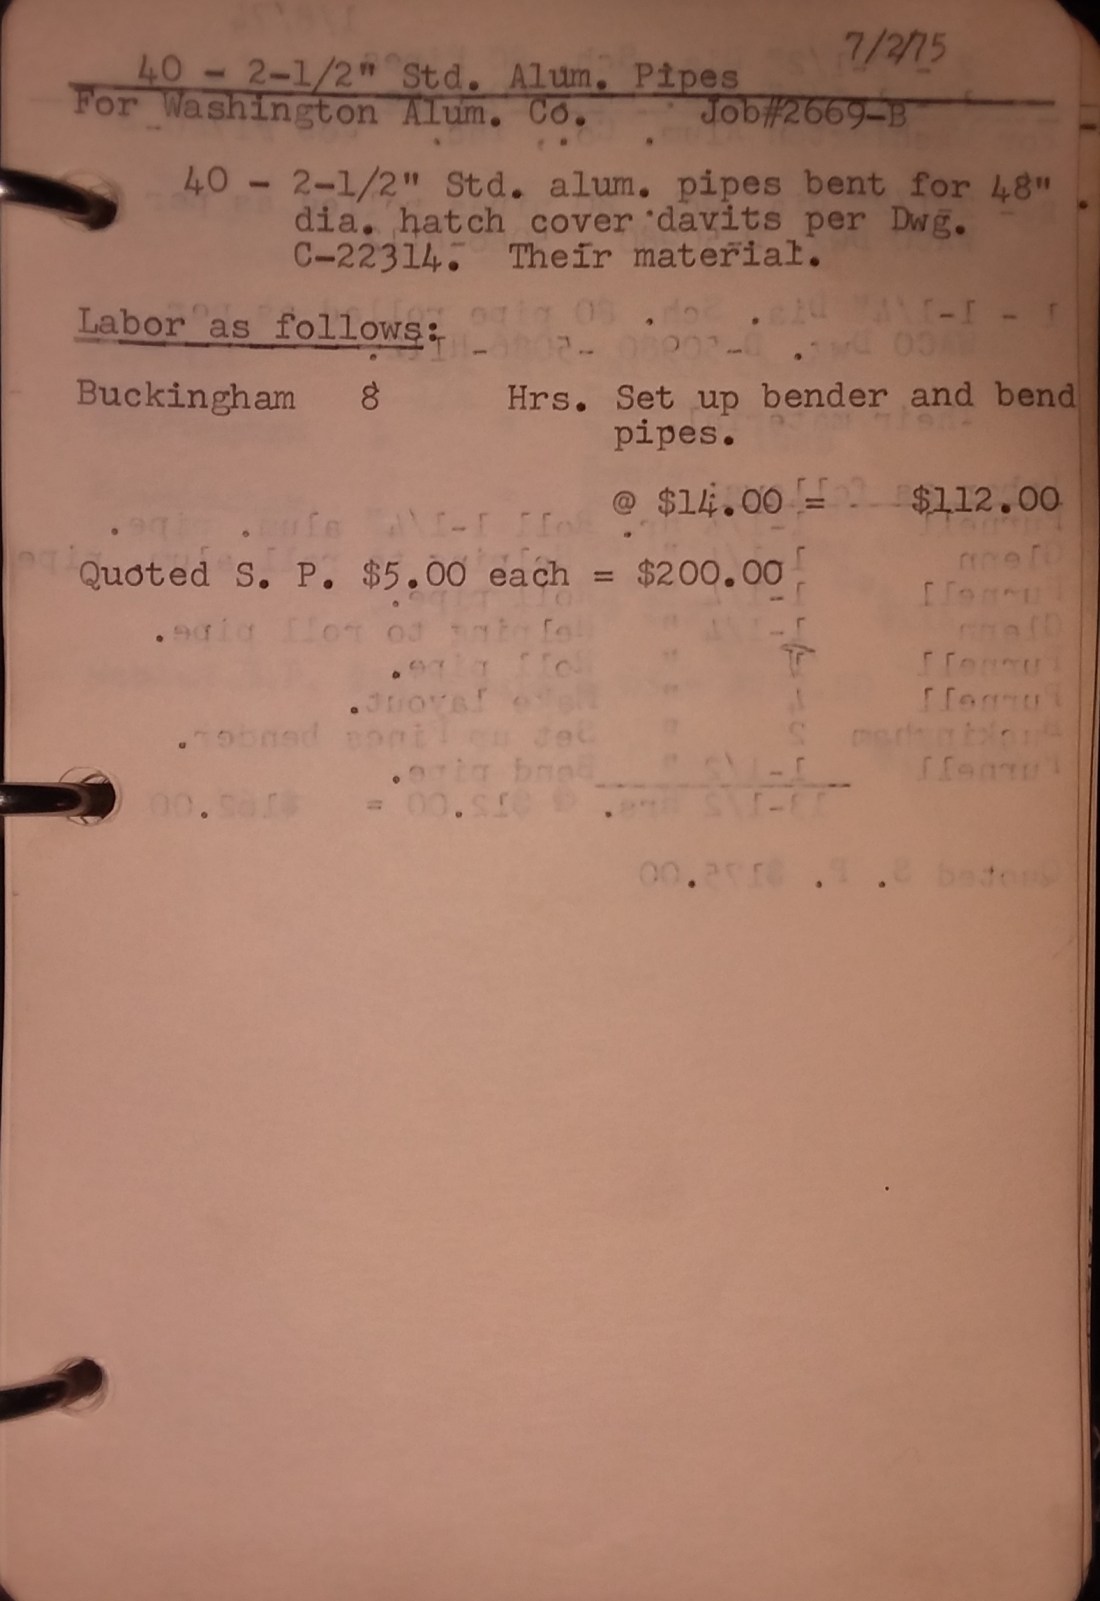 7/2/75
40 - 2-1/2" Std. Alum. Pipes
For Washington Alum. Co. Job#2669-B
40 - 2-1/2" Std. alum. pipes bent for 48"
dia. hatch cover davits per Dwg.
C-22314. Their material.
Labor as follows:
Buckingham 8 Hrs. Set up bender and bend
pipes.
@ $14.00 = $112.00
Quoted S. P. $5.00 each = $200.00